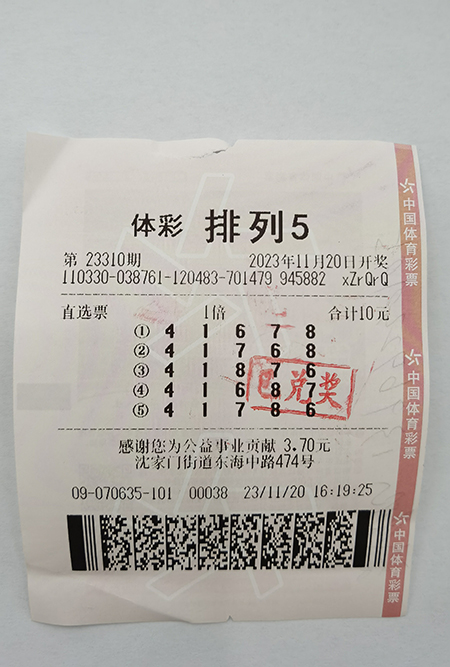 体彩 排列5
第 23310期 2023年11月20日开奖
110330-038761-120483-701479 945882 xZrQrQ
直选票 1倍 合计10元
① 4 1 6 7 8
② 4 1 7 6 8
③ 4 1 8 7 6
④ 4 1 6 8 7
⑤ 4 1 7 8 6
已兑奖
感谢您为公益事业贡献 3.70元
沈家门街道东海中路474号
09-070635-101 00038 23/11/20 16:19:25
中国体育彩票
中国体育彩票
中国体育彩票